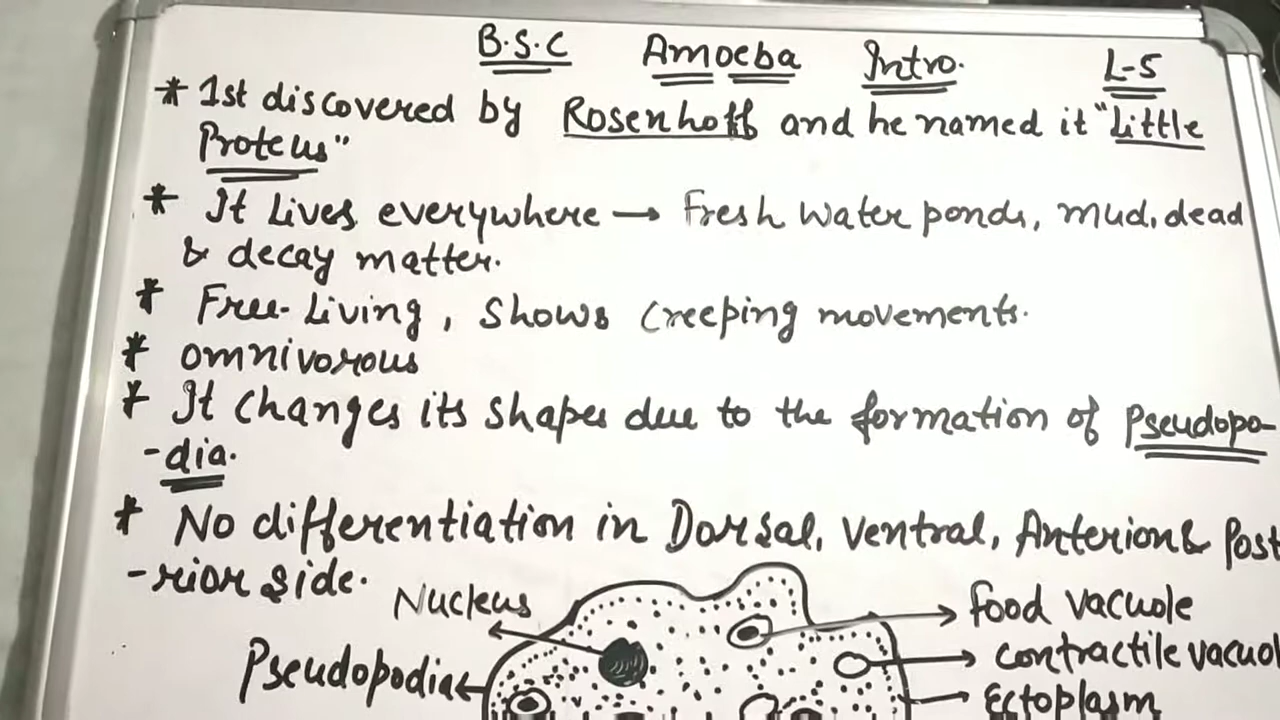 B.S.C Amoeba Intro. L-5
* 1st discovered by Rosenhoff and he named it "Little
Proteus"
* It Lives everywhere → Fresh water ponds, mud, dead
& decay matter.
* Free-Living, shows creeping movements.
* omnivorous
* It changes its shapes due to the formation of Pseudopo-
-dia.
* No differentiation in Dorsal, Ventral, Anterior & Post
-rior side.
Nucleus
food vacuole
contractile vacuol
Pseudopodia
Ectoplasm